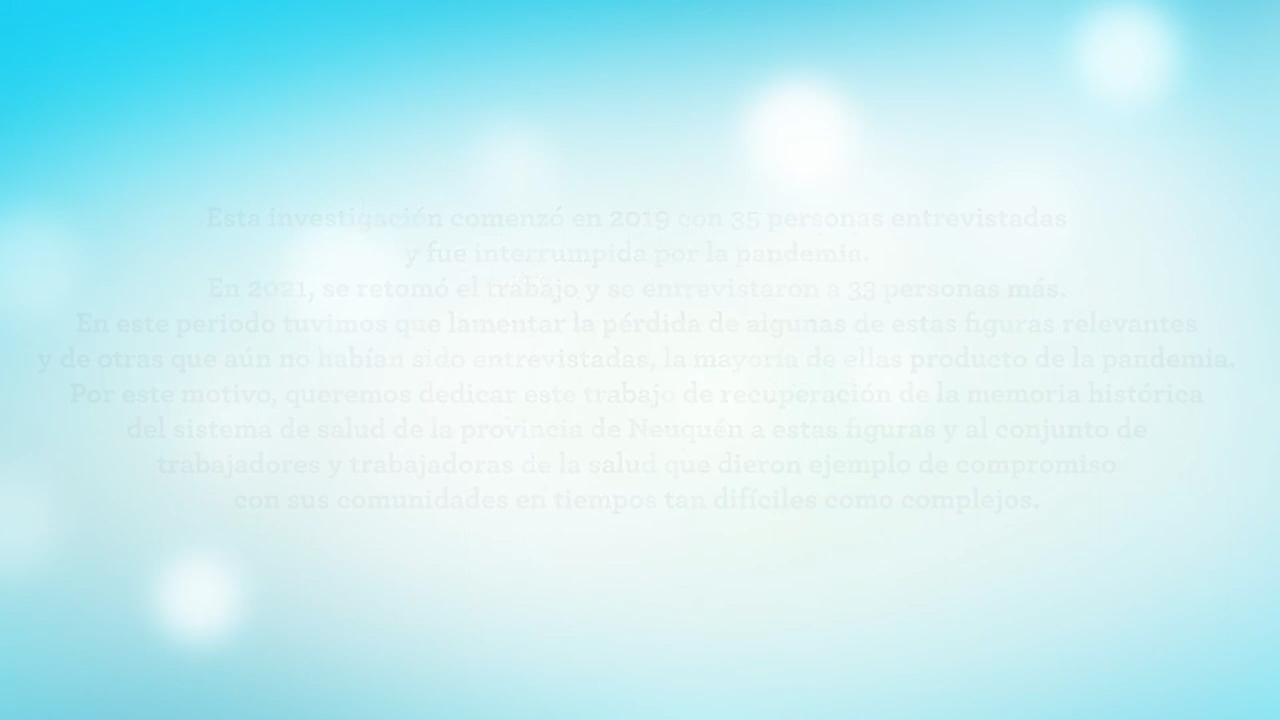 Esta investigación comenzó en 2019 con 35 personas entrevistadas
y fue interrumpida por la pandemia.
En 2021, se retomó el trabajo y se entrevistaron a 33 personas más.
En este periodo tuvimos que lamentar la pérdida de algunas de estas figuras relevantes
y de otras que aún no habían sido entrevistadas, la mayoría de ellas producto de la pandemia.
Por este motivo, queremos dedicar este trabajo de recuperación de la memoria histórica
del sistema de salud de la provincia de Neuquén a estas figuras y al conjunto de
trabajadores y trabajadoras de la salud que dieron ejemplo de compromiso
con sus comunidades en tiempos tan difíciles como complejos.